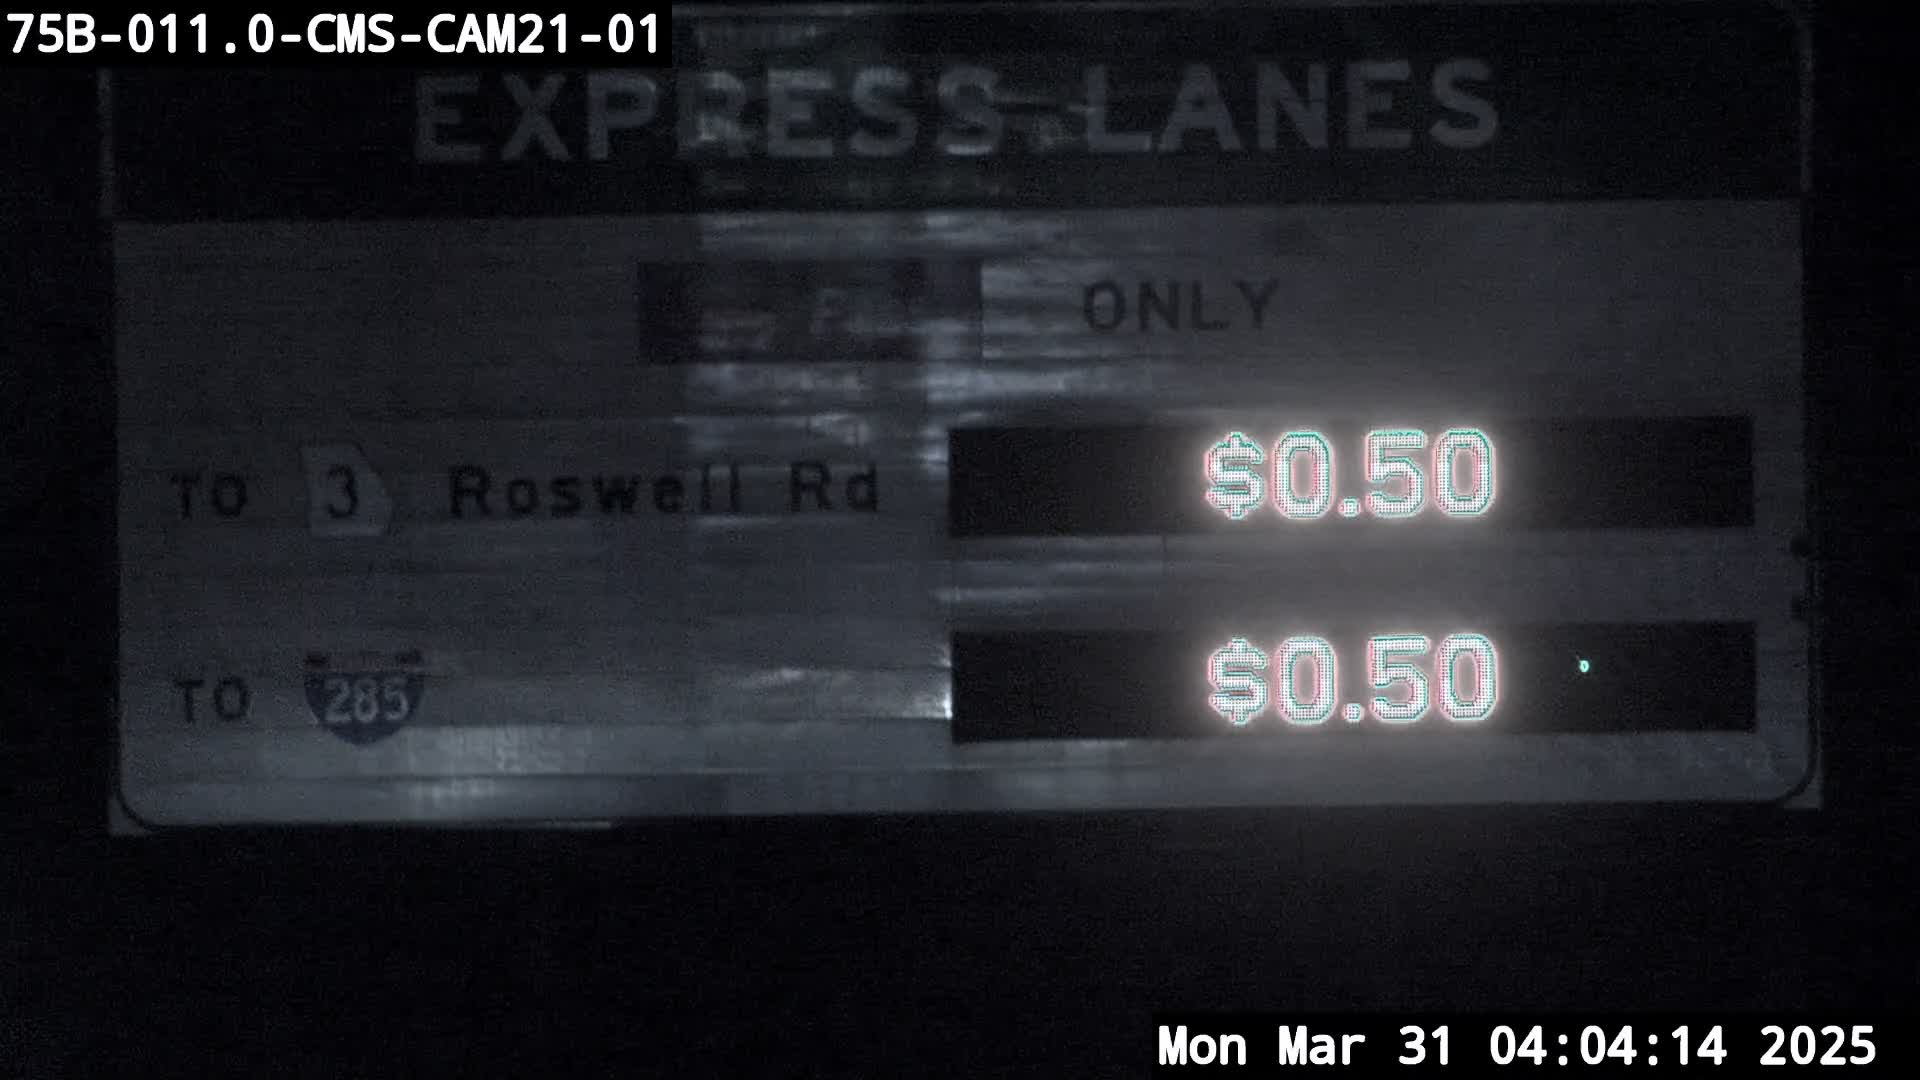 75B-011.0-CMS-CAM21-01
EXPRESS LANES
ONLY
TO 3 Roswell Rd $0.50
TO 285 $0.50
Mon Mar 31 04:04:14 2025